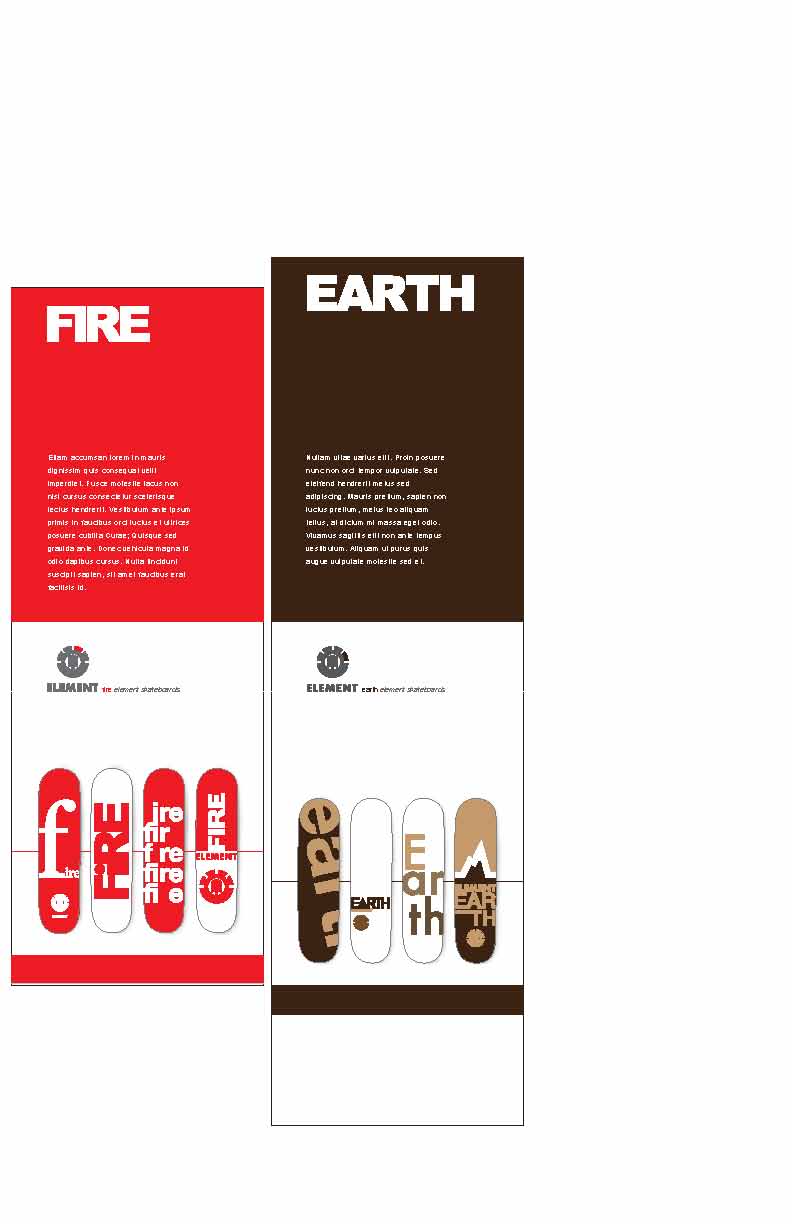 FIRE
Etiam accumsan lorem in mauris
dignissim quis consequat velit
imperdiet. Fusce molestie lacus non
nisl cursus consectetur scelerisque
lectus hendrerit. Vestibulum ante ipsum
primis in faucibus orci luctus et ultrices
posuere cubilia Curae; Quisque sed
gravida ante. Donec vehicula magna id
odio dapibus cursus. Nulla tincidunt
suscipit sapien, sit amet faucibus erat
facilisis id.
ELEMENT fire element skateboards
f
ire
FIRE
ire
fir
f re
fire
fi e
FIRE
ELEMENT
EARTH
Nullam vitae varius elit. Proin posuere
nunc non orci tempor vulputate. Sed
eleifend hendrerit metus sed
adipiscing. Mauris pretium, sapien non
luctus pretium, metus leo aliquam
tellus, at dictum mi massa eget odio.
Vivamus sagittis elit non ante tempus
vestibulum. Aliquam ut purus quis
augue vulputate molestie sed et.
ELEMENT earth element skateboards
earth
EARTH
E
ar
th
ELEMENT
EAR
TH